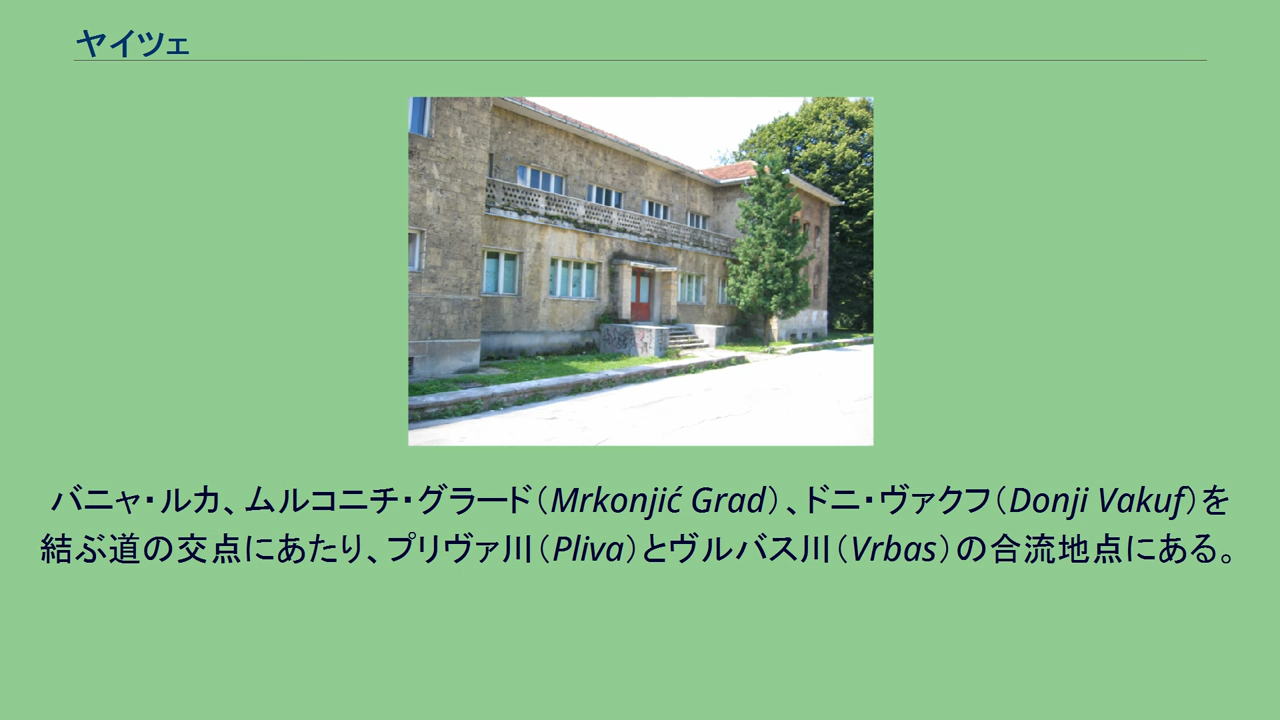 ヤイツェ
バニャ・ルカ、ムルコニチ・グラード（Mrkonjić Grad）、ドニ・ヴァクフ（Donji Vakuf）を
結ぶ道の交点にあたり、プリヴァ川（Pliva）とヴルバス川（Vrbas）の合流地点にある。